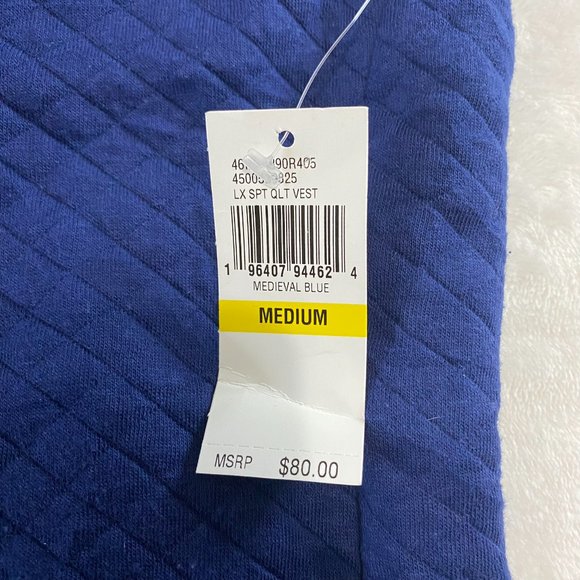 LX SPT QLT VEST
1 96407 94462 4
MEDIEVAL BLUE
MEDIUM
MSRP $80.00